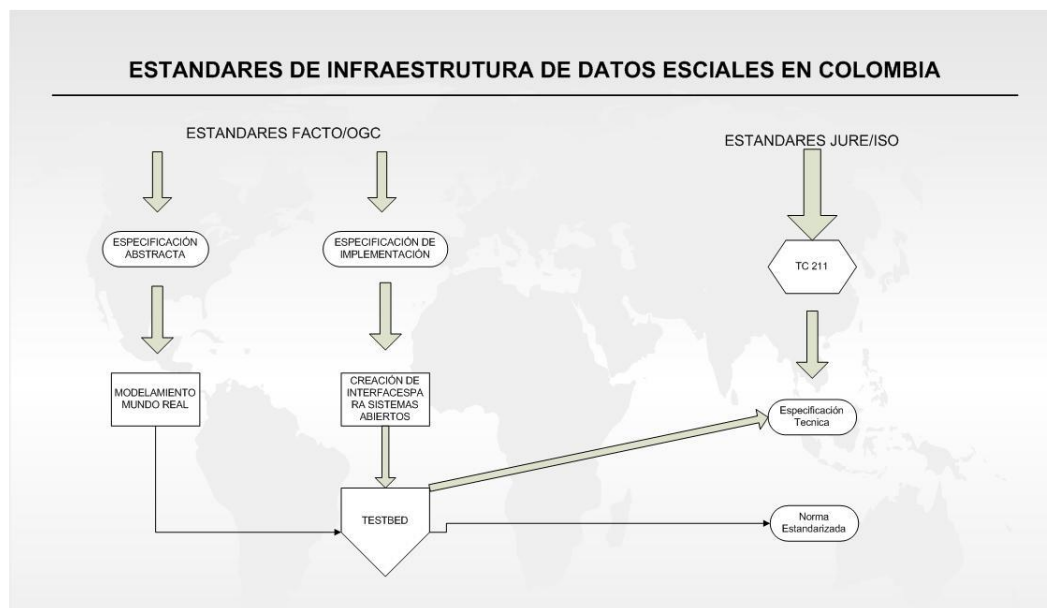 ESTANDARES DE INFRAESTRUTURA DE DATOS ESCIALES EN COLOMBIA
ESTANDARES FACTO/OGC
ESTANDARES JURE/ISO
ESPECIFICACIÓN
ABSTRACTA
ESPECIFICACIÓN DE
IMPLEMENTACIÓN
TC 211
MODELAMIENTO
MUNDO REAL
CREACIÓN DE
INTERFACESPA
RA SISTEMAS
ABIERTOS
Especificación
Tecnica
TESTBED
Norma
Estandarizada